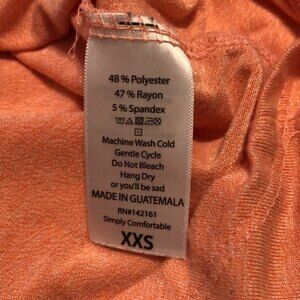 48 % Polyester
47 % Rayon
5 % Spandex
Machine Wash Cold
Gentle Cycle
Do Not Bleach
Hang Dry
or you'll be sad
MADE IN GUATEMALA
RN#142161
Simply Comfortable
XXS